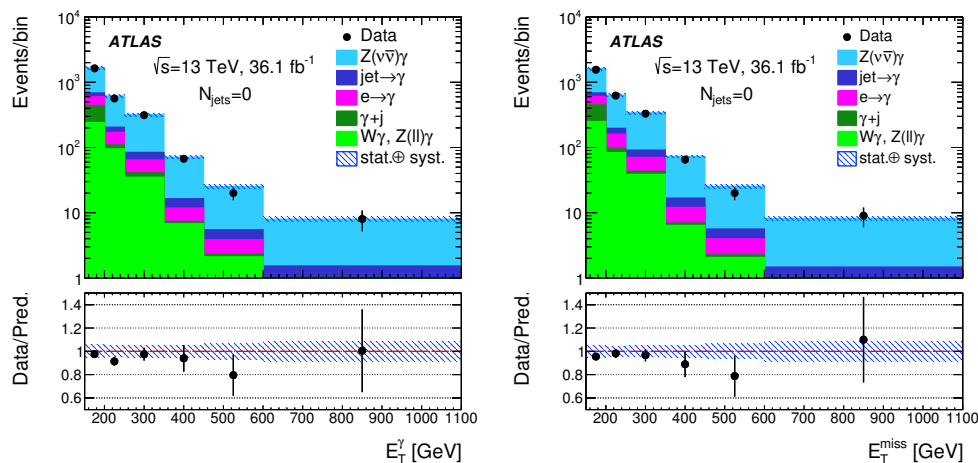 Events/bin
10⁴
10³
10²
10
1
ATLAS
√s=13 TeV, 36.1 fb⁻¹
N_jets=0
Data
Z(νν̄)γ
jet→γ
e→γ
γ+j
Wγ, Z(ll)γ
stat.⊕ syst.
Data/Pred.
1.4
1.2
1
0.8
0.6
200 300 400 500 600 700 800 900 1000 1100
E_T^γ [GeV]
Events/bin
10⁴
10³
10²
10
1
ATLAS
√s=13 TeV, 36.1 fb⁻¹
N_jets=0
Data
Z(νν̄)γ
jet→γ
e→γ
γ+j
Wγ, Z(ll)γ
stat.⊕ syst.
Data/Pred.
1.4
1.2
1
0.8
0.6
200 300 400 500 600 700 800 900 1000 1100
E_T^miss [GeV]